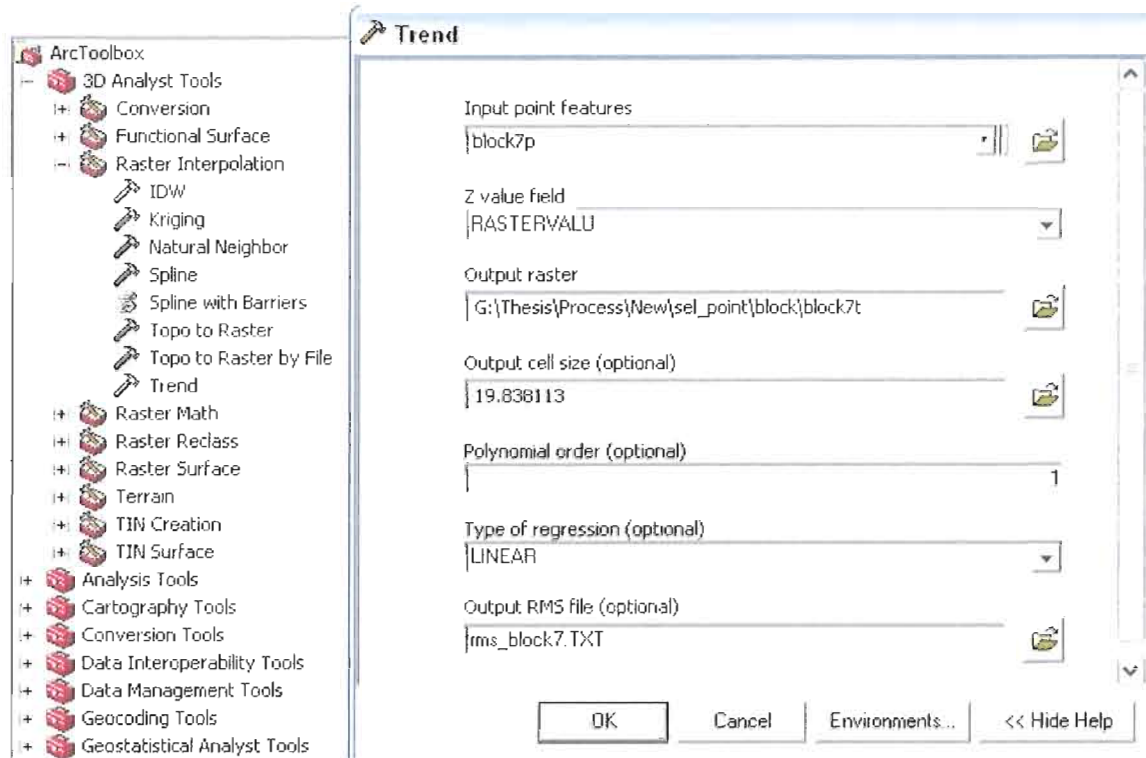 ArcToolbox
3D Analyst Tools
Conversion
Functional Surface
Raster Interpolation
IDW
Kriging
Natural Neighbor
Spline
Spline with Barriers
Topo to Raster
Topo to Raster by File
Trend
Raster Math
Raster Reclass
Raster Surface
Terrain
TIN Creation
TIN Surface
Analysis Tools
Cartography Tools
Conversion Tools
Data Interoperability Tools
Data Management Tools
Geocoding Tools
Geostatistical Analyst Tools
Trend
Input point features
block7p
Z value field
RASTERVALU
Output raster
G:\Thesis\Process\New\sel_point\block\block7t
Output cell size (optional)
19.838113
Polynomial order (optional)
1
Type of regression (optional)
LINEAR
Output RMS file (optional)
rms_block7.TXT
OK
Cancel
Environments...
<< Hide Help